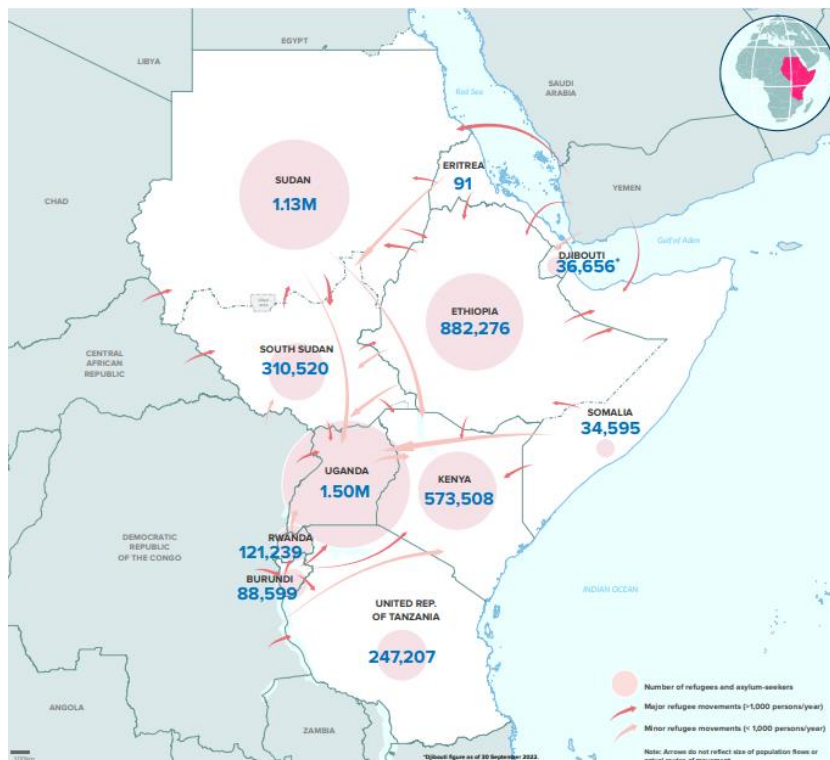 EGYPT
LIBYA
SAUDI
ARABIA
Red Sea
SUDAN
1.13M
ERITREA
91
YEMEN
CHAD
Gulf of Aden
DJIBOUTI
36,656*
ETHIOPIA
882,276
CENTRAL
AFRICAN
REPUBLIC
SOUTH SUDAN
310,520
SOMALIA
34,595
UGANDA
1.50M
KENYA
573,508
DEMOCRATIC
REPUBLIC
OF THE CONGO
RWANDA
121,239
BURUNDI
88,599
INDIAN OCEAN
UNITED REP.
OF TANZANIA
247,207
ANGOLA
ZAMBIA
Number of refugees and asylum-seekers
Major refugee movements (>1,000 persons/year)
Minor refugee movements (< 1,000 persons/year)
Note: Arrows do not reflect size of population flows or
*Djibouti figure as of 30 September 2022.